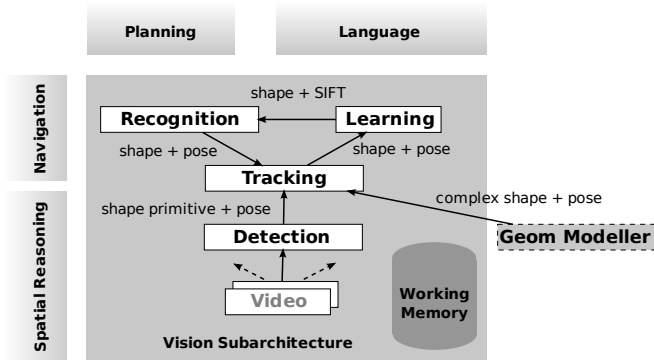 Planning
Language
Navigation
Spatial Reasoning
shape + SIFT
Recognition
Learning
shape + pose
shape + pose
Tracking
complex shape + pose
shape primitive + pose
Detection
Geom Modeller
Video
Working
Memory
Vision Subarchitecture